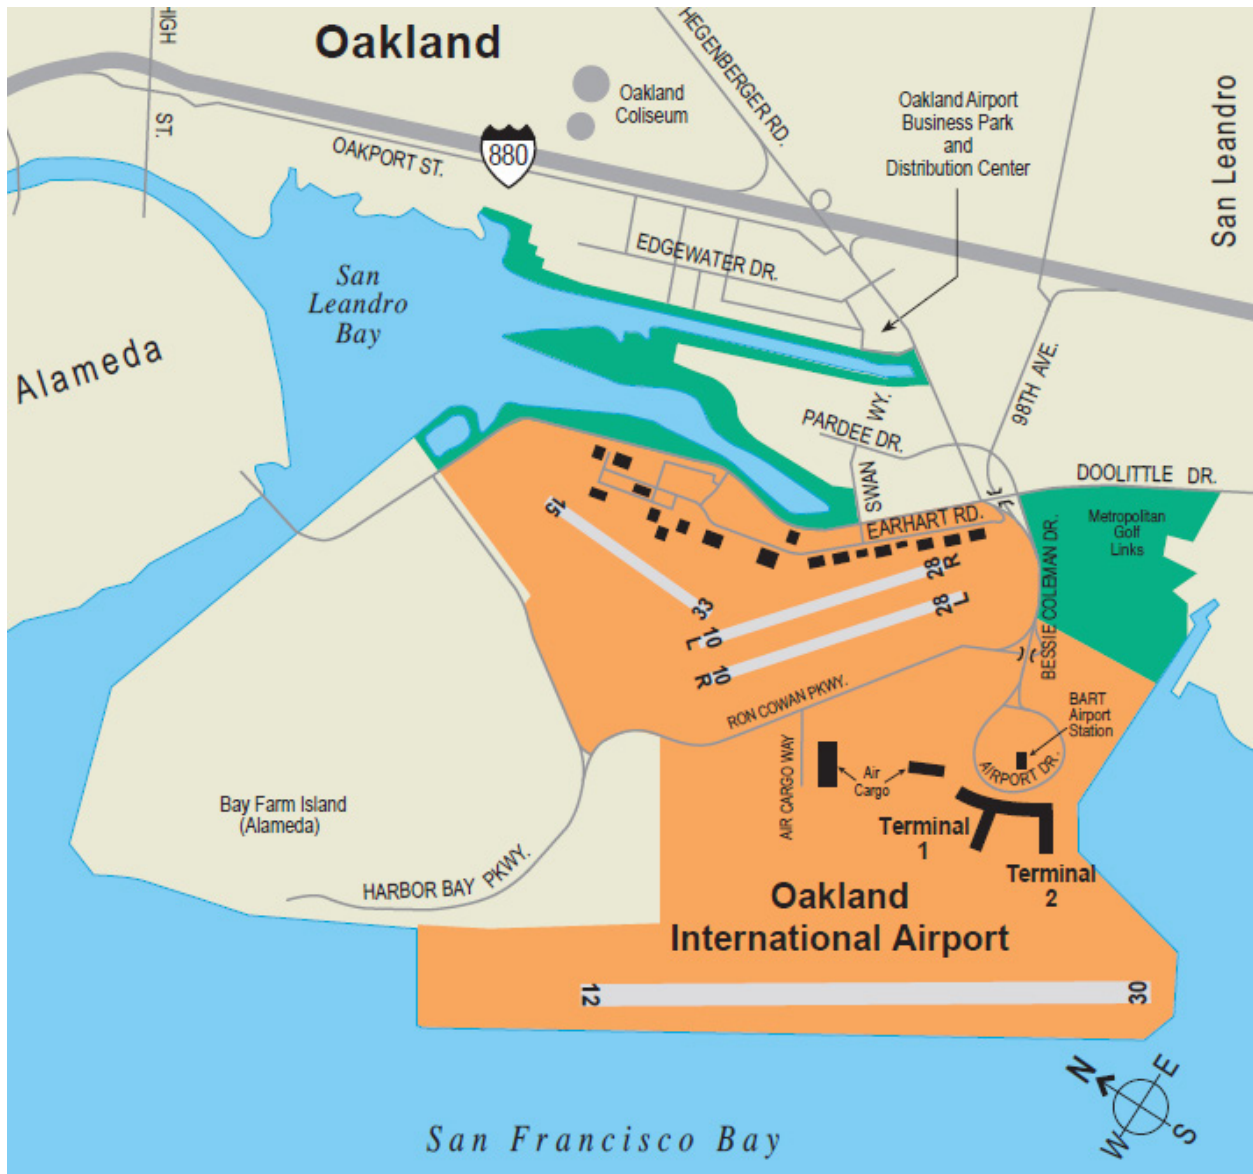 HIGH
ST.
Oakland
HEGENBERGER RD.
Oakland
Coliseum
Oakland Airport
Business Park
and
Distribution Center
San Leandro
880
OAKPORT ST.
EDGEWATER DR.
San
Leandro
Bay
Alameda
98TH AVE.
PARDEE DR.
SWAN WY.
DOOLITTLE DR.
EARHART RD.
Metropolitan
Golf
Links
BESSIE COLEMAN DR.
15
33
28 R
28 L
L 10
R 10
RON COWAN PKWY.
BART
Airport
Station
AIRPORT DR.
AIR CARGO WAY
Air
Cargo
Bay Farm Island
(Alameda)
Terminal
1
Terminal
2
HARBOR BAY PKWY.
Oakland
International Airport
12
30
N
E
W
S
San Francisco Bay